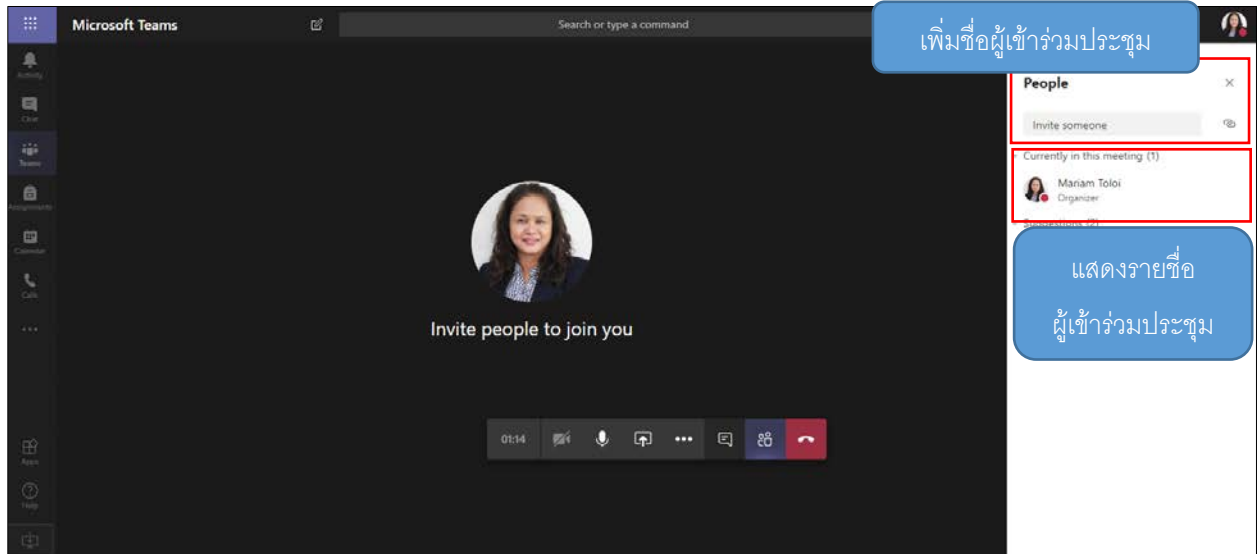 Microsoft Teams
Search or type a command
เพิ่มชื่อผู้เข้าร่วมประชุม
Activity
Chat
Teams
Assignments
Calendar
Calls
Apps
Help
People
Invite someone
Currently in this meeting (1)
Mariam Toloi
Organizer
Suggestions (2)
แสดงรายชื่อ
ผู้เข้าร่วมประชุม
Invite people to join you
01:14